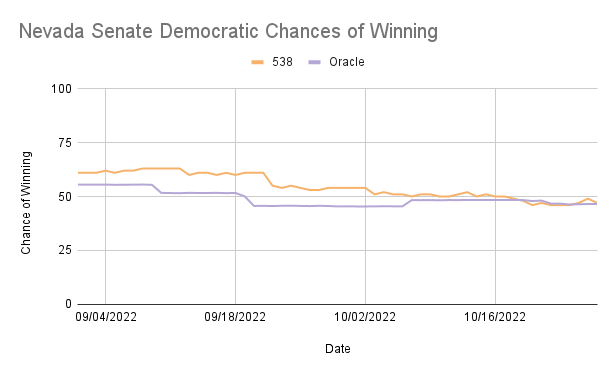 Nevada Senate Democratic Chances of Winning
538 Oracle
100
75
50
25
0
Chance of Winning
09/04/2022 09/18/2022 10/02/2022 10/16/2022
Date